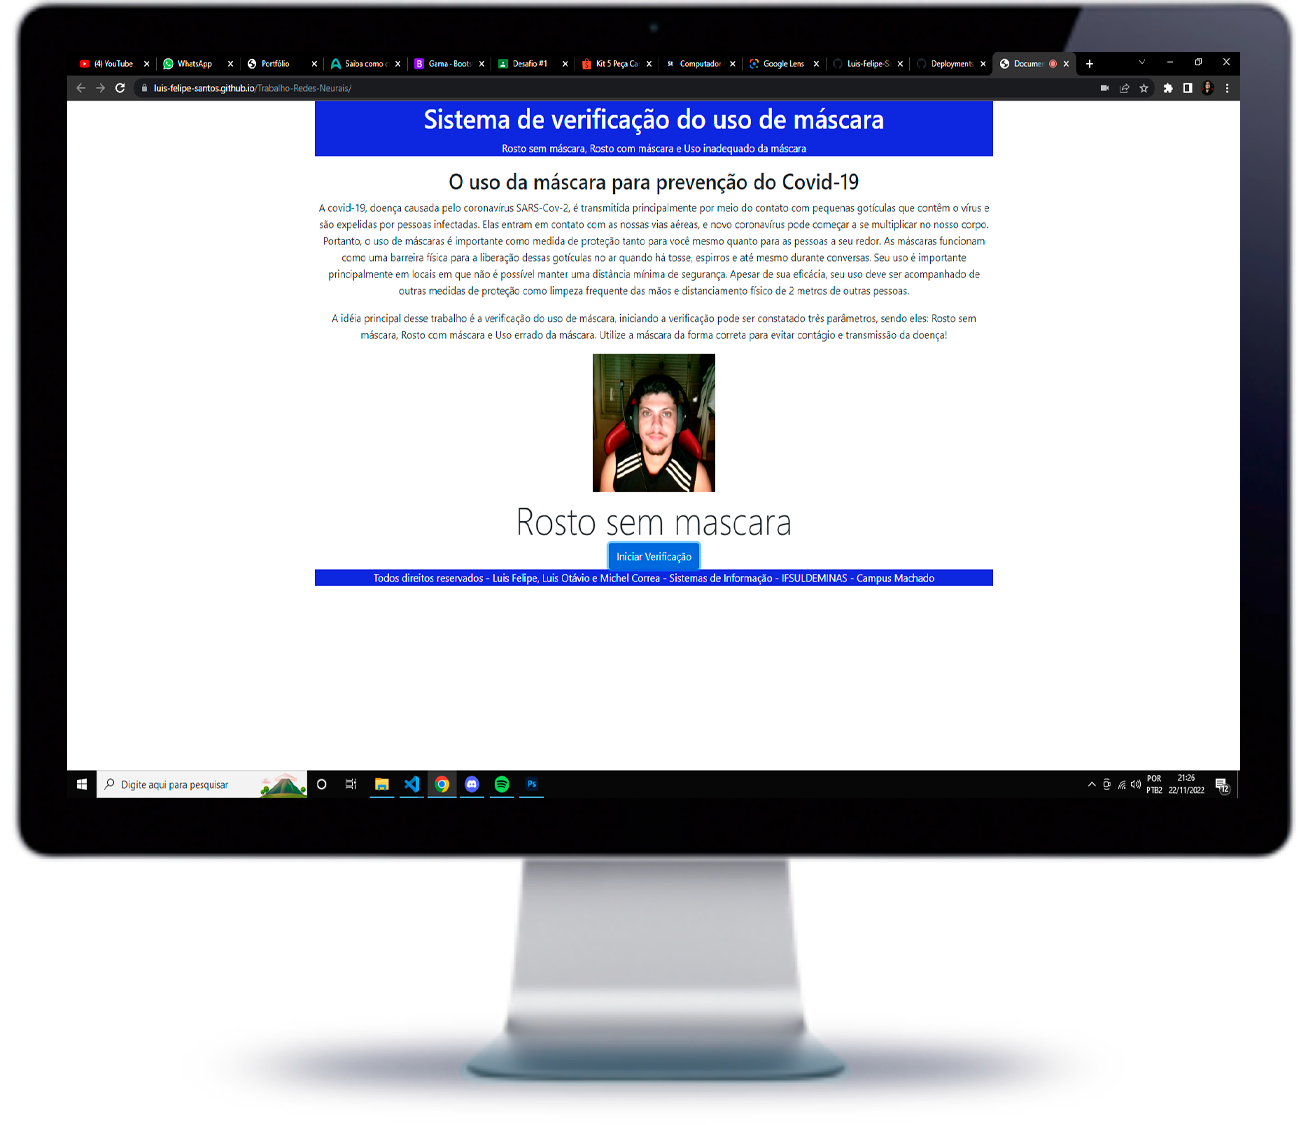 (4) YouTube
WhatsApp
Portfólio
Saiba como c
Gama - Boots
Desafio #1
Kit 5 Peça Ca
Computador
Google Lens
Luis-Felipe-S
Deployments
Documen
luis-felipe-santos.github.io/Trabalho-Redes-Neurais/
Sistema de verificação do uso de máscara
Rosto sem máscara, Rosto com máscara e Uso inadequado da máscara
O uso da máscara para prevenção do Covid-19
A covid-19, doença causada pelo coronavírus SARS-Cov-2, é transmitida principalmente por meio do contato com pequenas gotículas que contêm o vírus e
são expelidas por pessoas infectadas. Elas entram em contato com as nossas vias aéreas, e novo coronavírus pode começar a se multiplicar no nosso corpo.
Portanto, o uso de máscaras é importante como medida de proteção tanto para você mesmo quanto para as pessoas a seu redor. As máscaras funcionam
como uma barreira física para a liberação dessas gotículas no ar quando há tosse, espirros e até mesmo durante conversas. Seu uso é importante
principalmente em locais em que não é possível manter uma distância mínima de segurança. Apesar de sua eficácia, seu uso deve ser acompanhado de
outras medidas de proteção como limpeza frequente das mãos e distanciamento físico de 2 metros de outras pessoas.
A idéia principal desse trabalho é a verificação do uso de máscara, iniciando a verificação pode ser constatado três parâmetros, sendo eles: Rosto sem
máscara, Rosto com máscara e Uso errado da máscara. Utilize a máscara da forma correta para evitar contágio e transmissão da doença!
Rosto sem mascara
Iniciar Verificação
Todos direitos reservados - Luis Felipe, Luis Otávio e Michel Correa - Sistemas de Informação - IFSULDEMINAS - Campus Machado
Digite aqui para pesquisar
Ps
POR
PTB2
21:26
22/11/2022
12